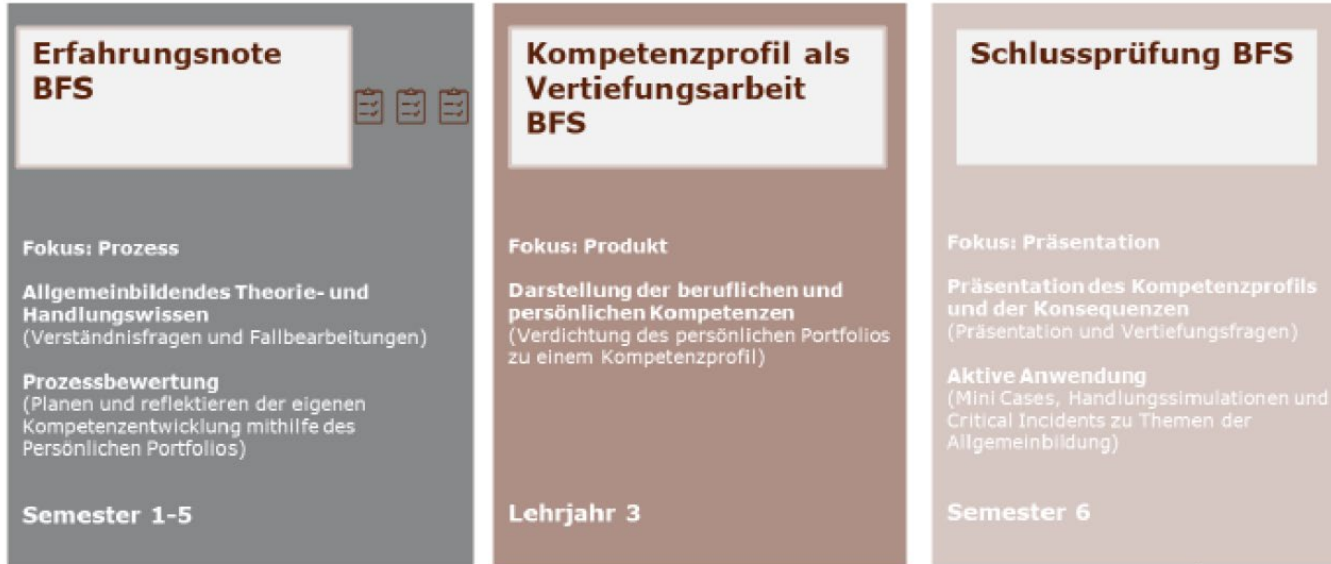 Erfahrungsnote
BFS
Fokus: Prozess
Allgemeinbildendes Theorie- und
Handlungswissen
(Verständnisfragen und Fallbearbeitungen)
Prozessbewertung
(Planen und reflektieren der eigenen
Kompetenzentwicklung mithilfe des
Persönlichen Portfolios)
Semester 1-5
Kompetenzprofil als
Vertiefungsarbeit
BFS
Fokus: Produkt
Darstellung der beruflichen und
persönlichen Kompetenzen
(Verdichtung des persönlichen Portfolios
zu einem Kompetenzprofil)
Lehrjahr 3
Schlussprüfung BFS
Fokus: Präsentation
Präsentation des Kompetenzprofils
und der Konsequenzen
(Präsentation und Vertiefungsfragen)
Aktive Anwendung
(Mini Cases, Handlungssimulationen und
Critical Incidents zu Themen der
Allgemeinbildung)
Semester 6